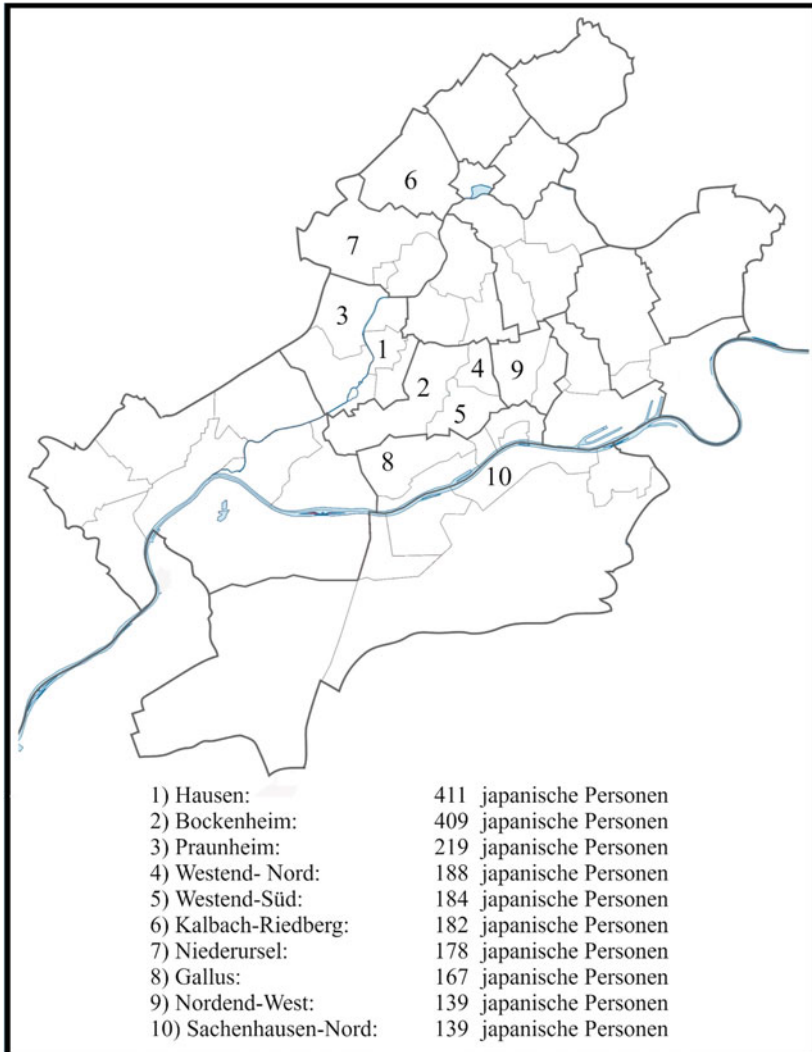 6
7
3
1
4
2
9
5
8
10
1) Hausen: 411 japanische Personen
2) Bockenheim: 409 japanische Personen
3) Praunheim: 219 japanische Personen
4) Westend- Nord: 188 japanische Personen
5) Westend-Süd: 184 japanische Personen
6) Kalbach-Riedberg: 182 japanische Personen
7) Niederursel: 178 japanische Personen
8) Gallus: 167 japanische Personen
9) Nordend-West: 139 japanische Personen
10) Sachenhausen-Nord: 139 japanische Personen